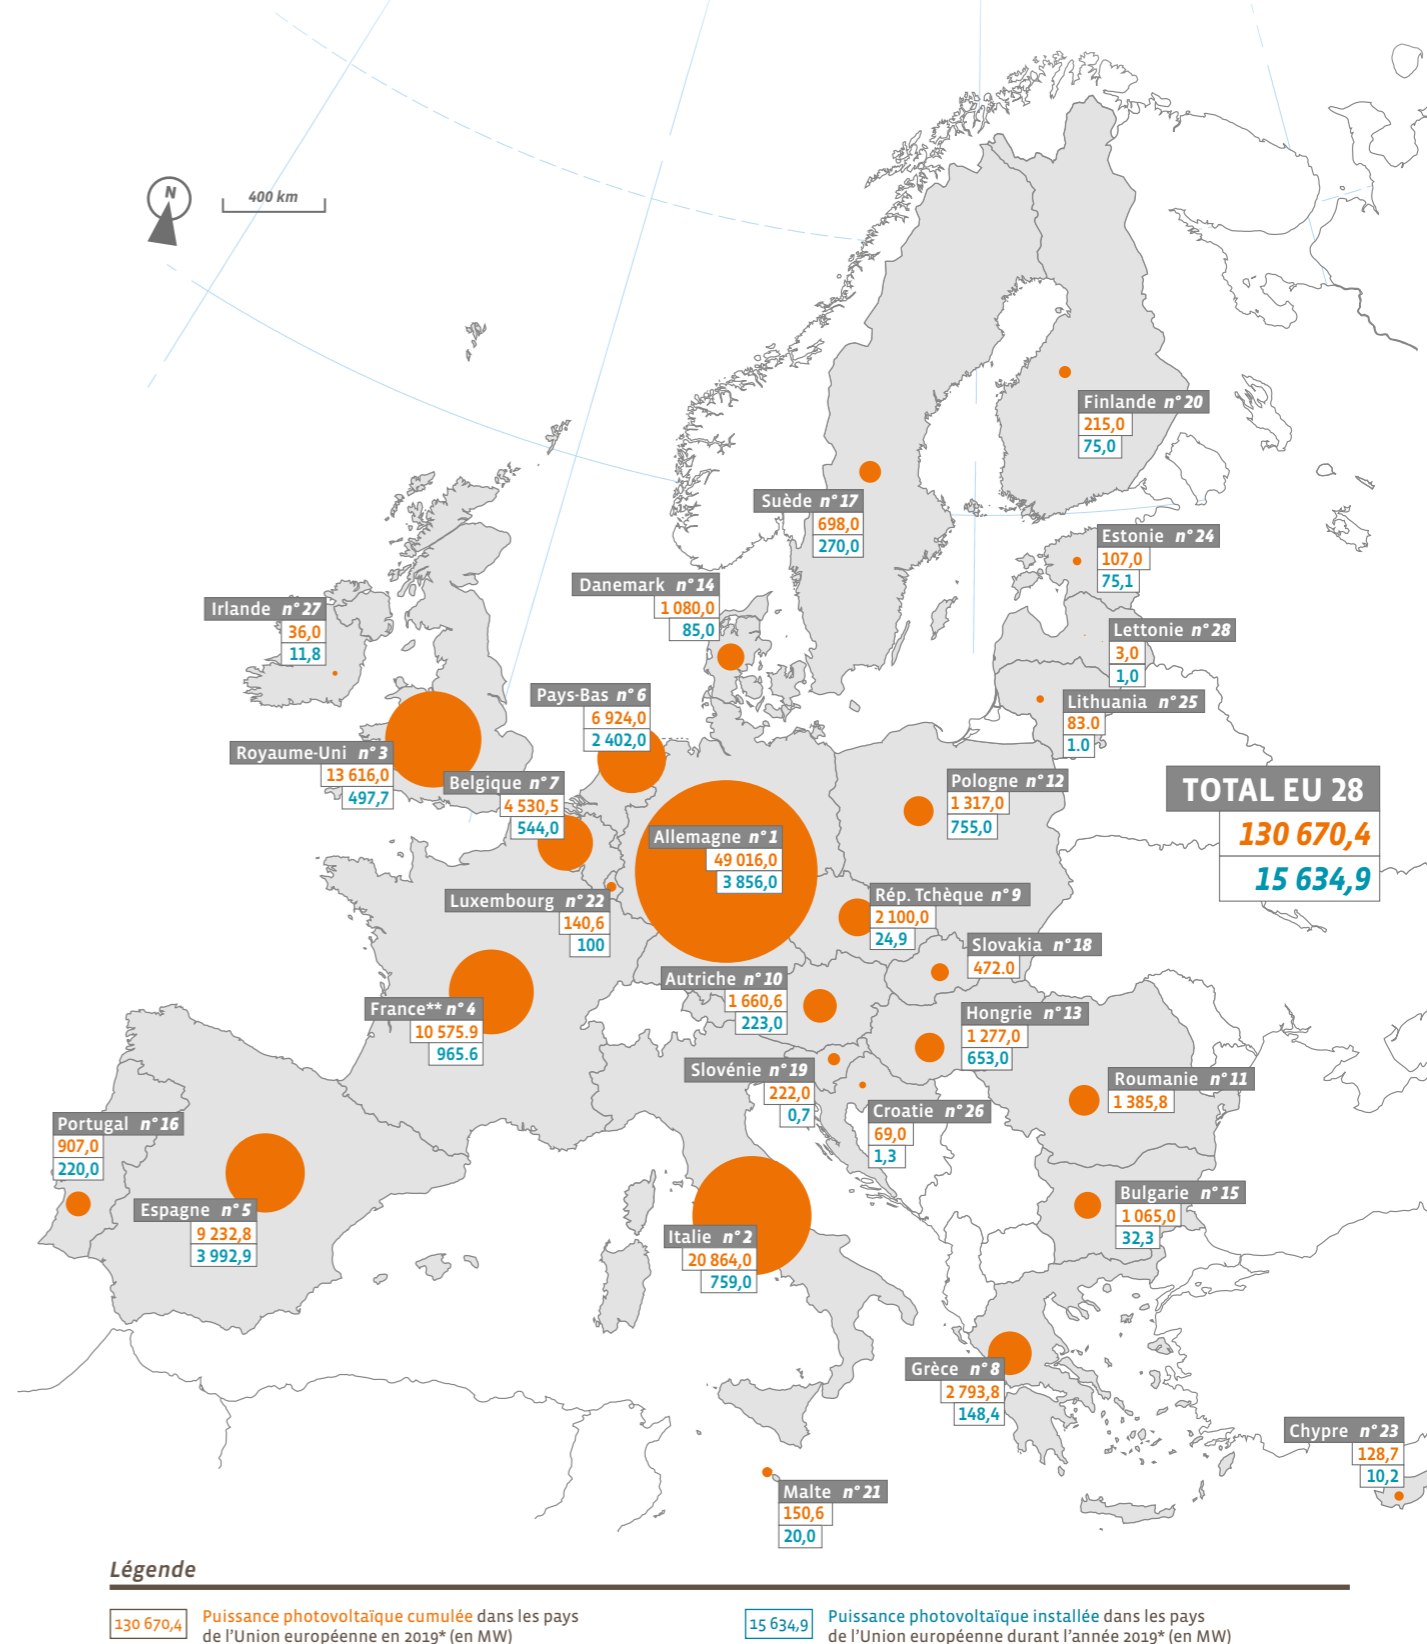 N
400 km
Finlande n° 20
215,0
75,0
Suède n° 17
698,0
270,0
Estonie n° 24
107,0
75,1
Danemark n° 14
1 080,0
85,0
Irlande n° 27
36,0
11,8
Lettonie n° 28
3,0
1,0
Pays-Bas n° 6
6 924,0
2 402,0
Lithuania n° 25
83.0
1.0
Royaume-Uni n° 3
13 616,0
497,7
Belgique n° 7
4 530,5
544,0
Pologne n° 12
1 317,0
755,0
TOTAL EU 28
130 670,4
15 634,9
Allemagne n° 1
49 016,0
3 856,0
Luxembourg n° 22
140,6
100
Rép. Tchèque n° 9
2 100,0
24,9
Slovakia n° 18
472.0
Autriche n° 10
1 660,6
223,0
France** n° 4
10 575.9
965.6
Hongrie n° 13
1 277,0
653,0
Slovénie n° 19
222,0
0,7
Roumanie n° 11
1 385,8
Croatie n° 26
69,0
1,3
Portugal n° 16
907,0
220,0
Espagne n° 5
9 232,8
3 992,9
Bulgarie n° 15
1 065,0
32,3
Italie n° 2
20 864,0
759,0
Grèce n° 8
2 793,8
148,4
Chypre n° 23
128,7
10,2
Malte n° 21
150,6
20,0
Légende
130 670,4
Puissance photovoltaïque cumulée dans les pays
de l'Union européenne en 2019* (en MW)
15 634,9
Puissance photovoltaïque installée dans les pays
de l'Union européenne durant l'année 2019* (en MW)